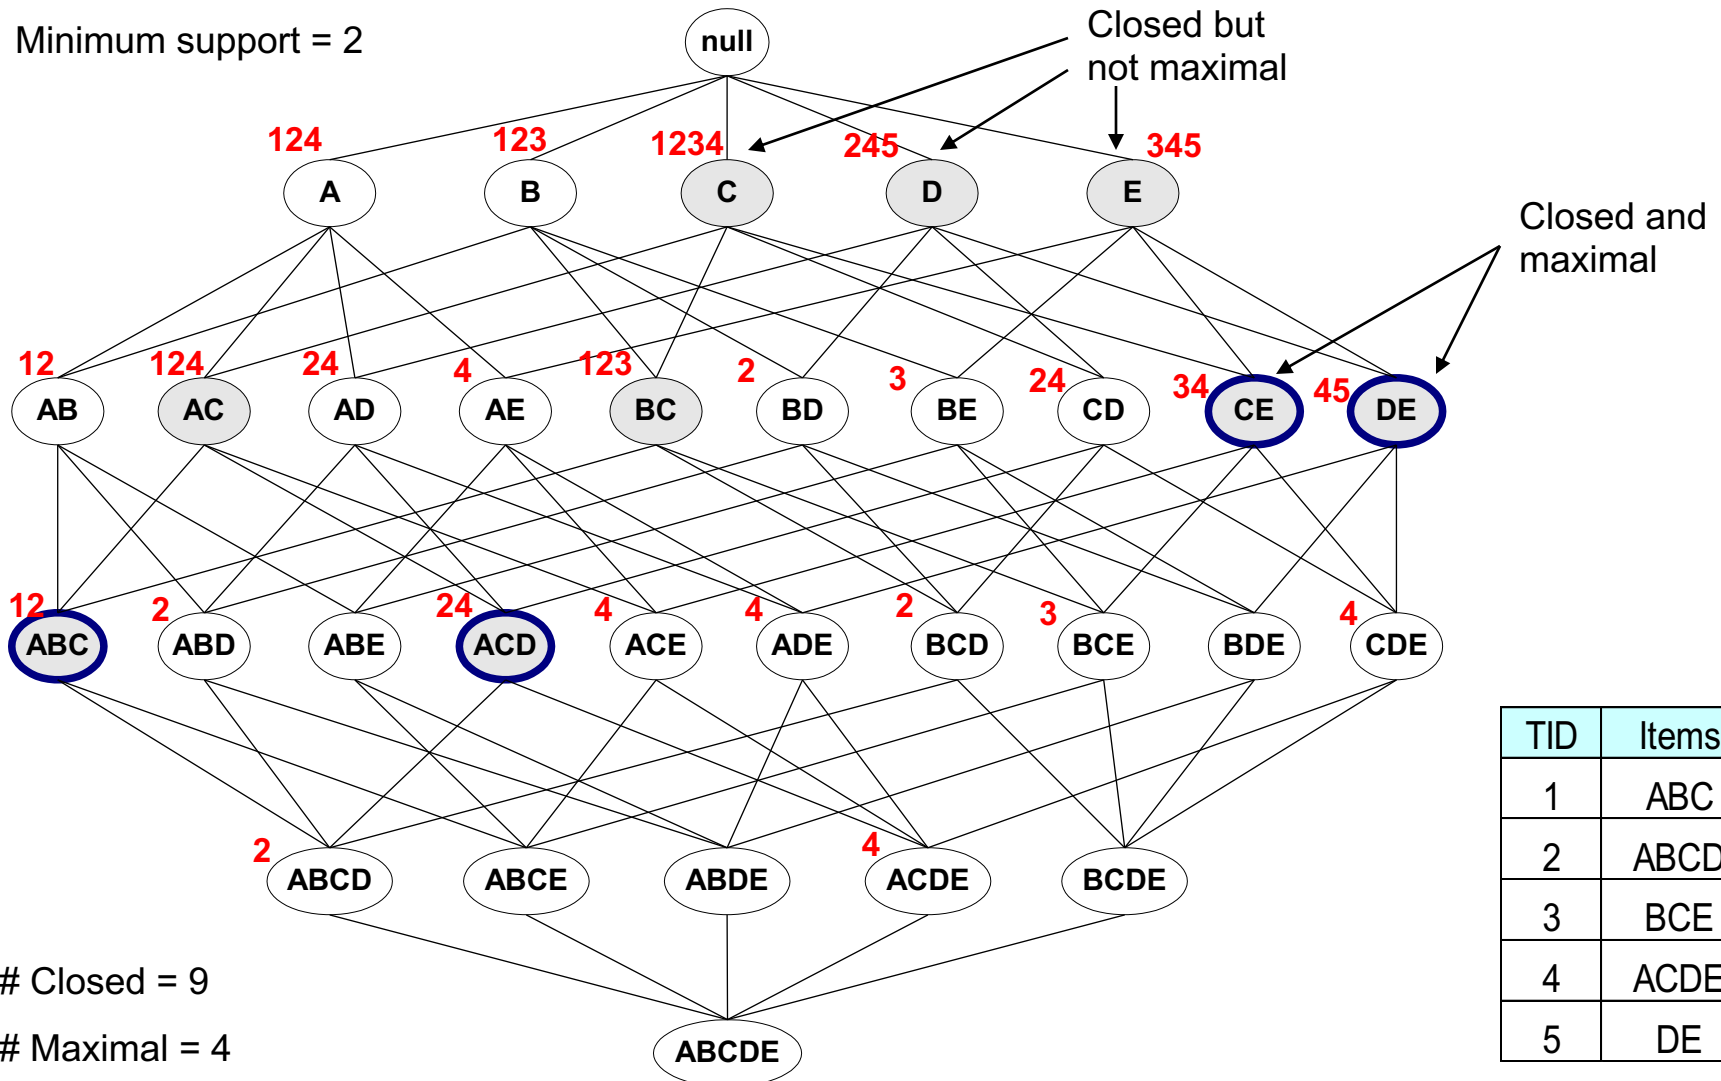 Minimum support = 2
null
Closed but
not maximal
124 123 1234 245 345
A B C D E
Closed and
maximal
12 124 24 4 123 2 3 24 34 45
AB AC AD AE BC BD BE CD CE DE
12 2 24 4 4 2 3 4
ABC ABD ABE ACD ACE ADE BCD BCE BDE CDE
2 4
ABCD ABCE ABDE ACDE BCDE
ABCDE
# Closed = 9
# Maximal = 4
TID Items
1 ABC
2 ABCD
3 BCE
4 ACDE
5 DE